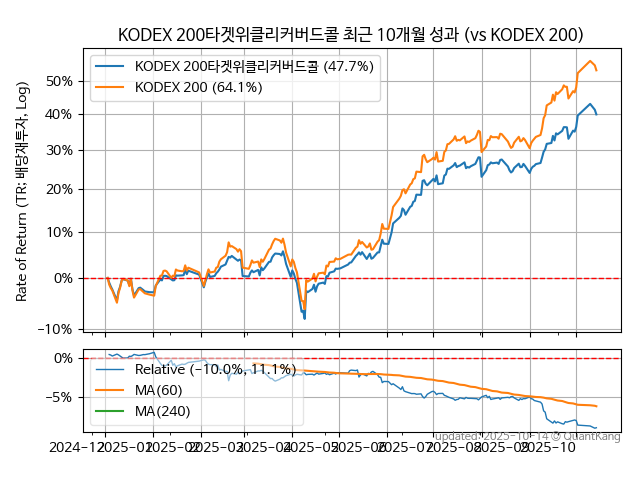 KODEX 200타겟위클리커버드콜 최근 10개월 성과 (vs KODEX 200)
Rate of Return (TR: 배당재투자, Log)
KODEX 200타겟위클리커버드콜 (47.7%)
KODEX 200 (64.1%)
50%
40%
30%
20%
10%
0%
−10%
0%
−5%
Relative (−10.0%, 11.1%)
MA(60)
MA(240)
updated: 2025-10-14 © QuantKang
2024−12 2025−01 2025−02 2025−03 2025−04 2025−05 2025−06 2025−07 2025−08 2025−09 2025−10